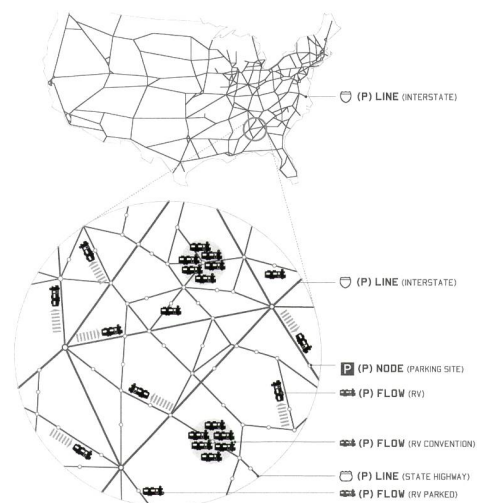 (P) LINE (INTERSTATE)
(P) LINE (INTERSTATE)
P (P) NODE (PARKING SITE)
(P) FLOW (RV)
(P) FLOW (RV CONVENTION)
(P) LINE (STATE HIGHWAY)
(P) FLOW (RV PARKED)